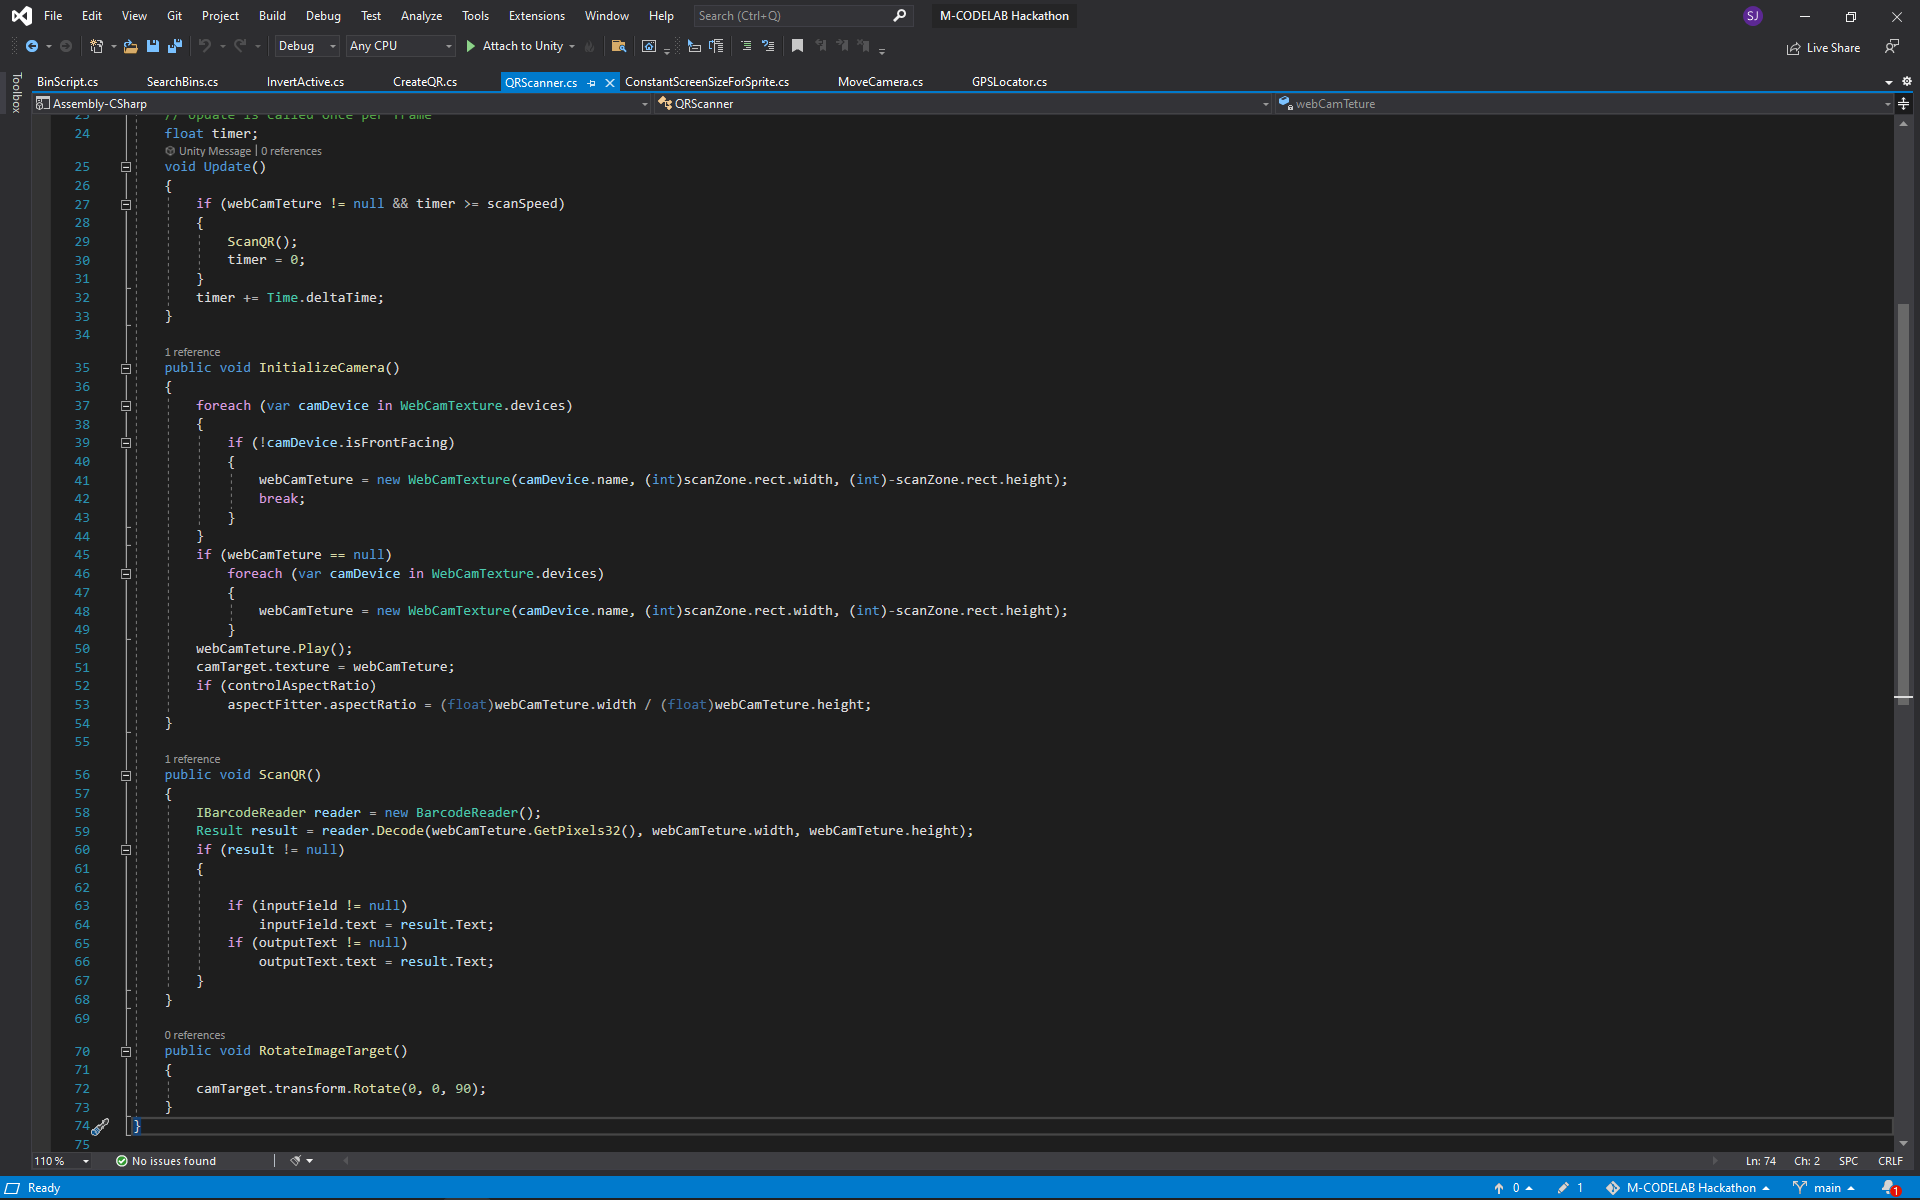 File Edit View Git Project Build Debug Test Analyze Tools Extensions Window Help Search (Ctrl+Q) M-CODELAB Hackathon SJ
Debug Any CPU Attach to Unity Live Share
Toolbox
BinScript.cs SearchBins.cs InvertActive.cs CreateQR.cs QRScanner.cs ConstantScreenSizeForSprite.cs MoveCamera.cs GPSLocator.cs
Assembly-CSharp QRScanner webCamTeture
23 // Update is called once per frame
24 float timer;
Unity Message | 0 references
25 void Update()
26 {
27 if (webCamTeture != null && timer >= scanSpeed)
28 {
29 ScanQR();
30 timer = 0;
31 }
32 timer += Time.deltaTime;
33 }
34
1 reference
35 public void InitializeCamera()
36 {
37 foreach (var camDevice in WebCamTexture.devices)
38 {
39 if (!camDevice.isFrontFacing)
40 {
41 webCamTeture = new WebCamTexture(camDevice.name, (int)scanZone.rect.width, (int)-scanZone.rect.height);
42 break;
43 }
44 }
45 if (webCamTeture == null)
46 foreach (var camDevice in WebCamTexture.devices)
47 {
48 webCamTeture = new WebCamTexture(camDevice.name, (int)scanZone.rect.width, (int)-scanZone.rect.height);
49 }
50 webCamTeture.Play();
51 camTarget.texture = webCamTeture;
52 if (controlAspectRatio)
53 aspectFitter.aspectRatio = (float)webCamTeture.width / (float)webCamTeture.height;
54 }
55
1 reference
56 public void ScanQR()
57 {
58 IBarcodeReader reader = new BarcodeReader();
59 Result result = reader.Decode(webCamTeture.GetPixels32(), webCamTeture.width, webCamTeture.height);
60 if (result != null)
61 {
62
63 if (inputField != null)
64 inputField.text = result.Text;
65 if (outputText != null)
66 outputText.text = result.Text;
67 }
68 }
69
0 references
70 public void RotateImageTarget()
71 {
72 camTarget.transform.Rotate(0, 0, 90);
73 }
74 }
75
110 % No issues found Ln: 74 Ch: 2 SPC CRLF
Ready 0 1 M-CODELAB Hackathon main 1